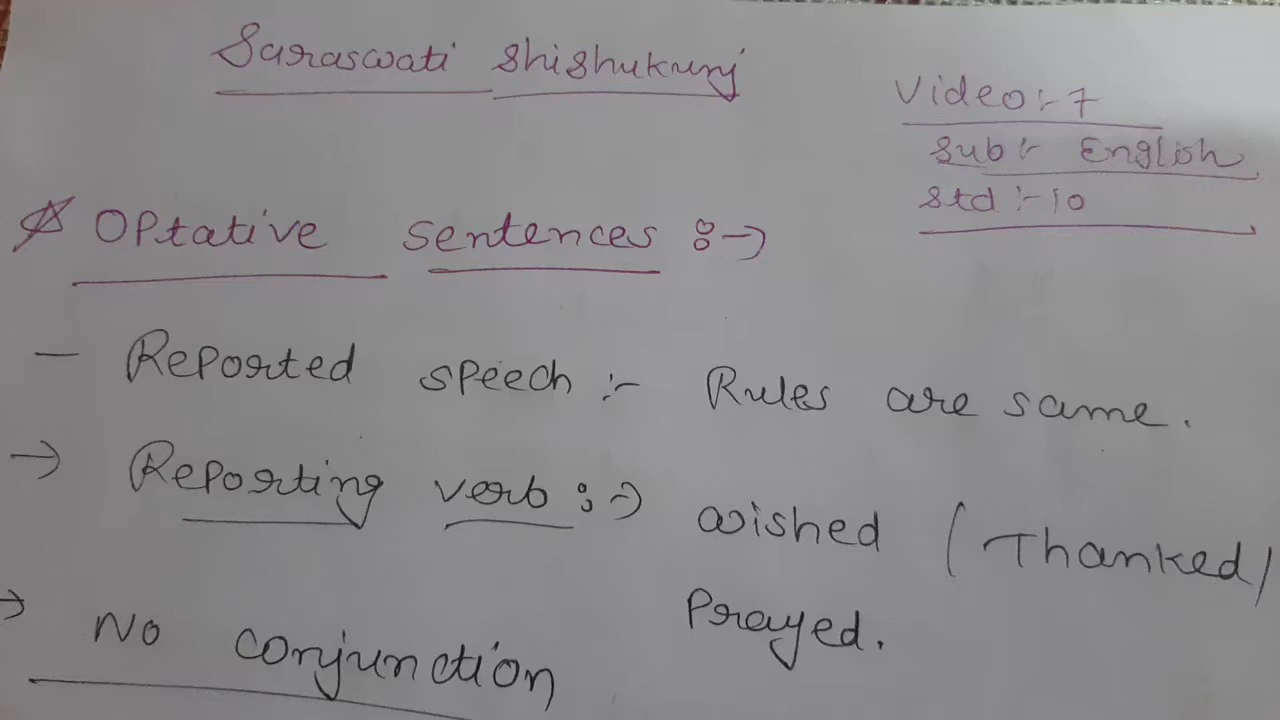 Saraswati Shishukunj
Video:- 7
Sub:- English
Std :- 10
☆ Optative sentences :->
- Reported speech :- Rules are same.
→ Reporting verb :-> wished / Thanked /
Prayed.
→ No conjunction